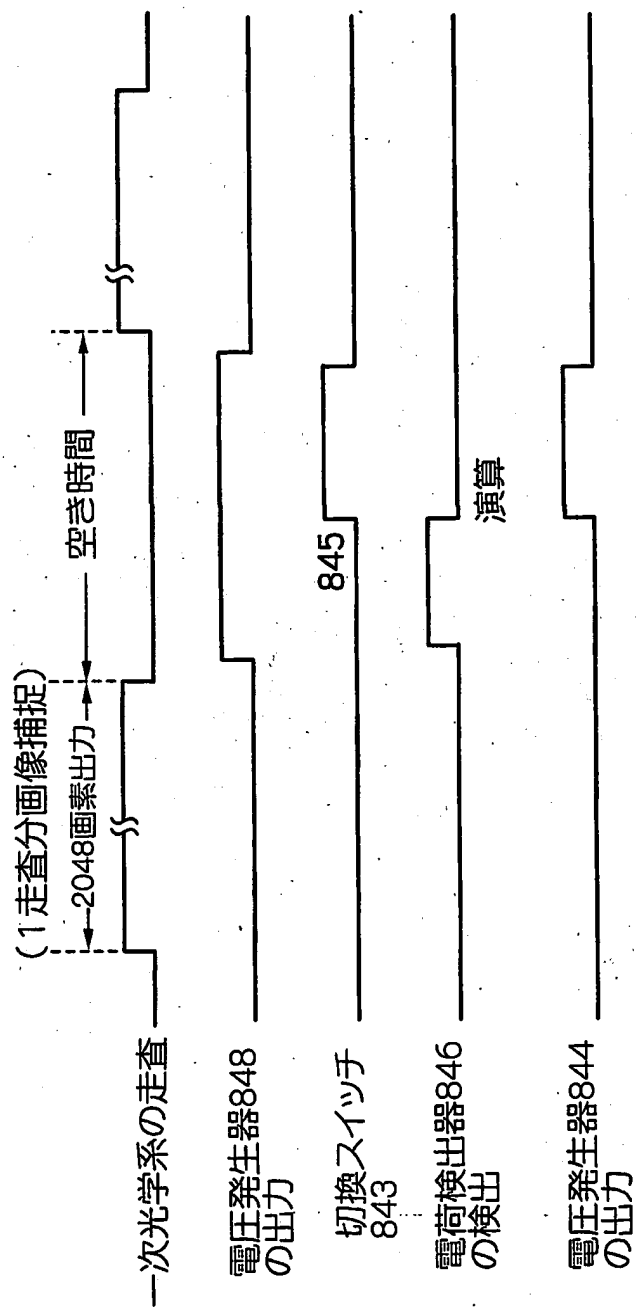 (1走査分画像捕捉)
2048画素出力
空き時間
一次光学系の走査
電圧発生器848
の出力
切換スイッチ
843
845
電荷検出器846
の検出
演算
電圧発生器844
の出力